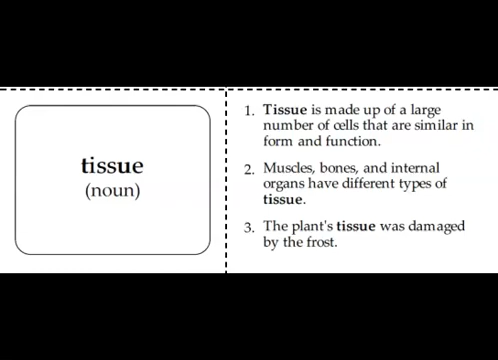 tissue
(noun)
1. Tissue is made up of a large
number of cells that are similar in
form and function.
2. Muscles, bones, and internal
organs have different types of
tissue.
3. The plant's tissue was damaged
by the frost.